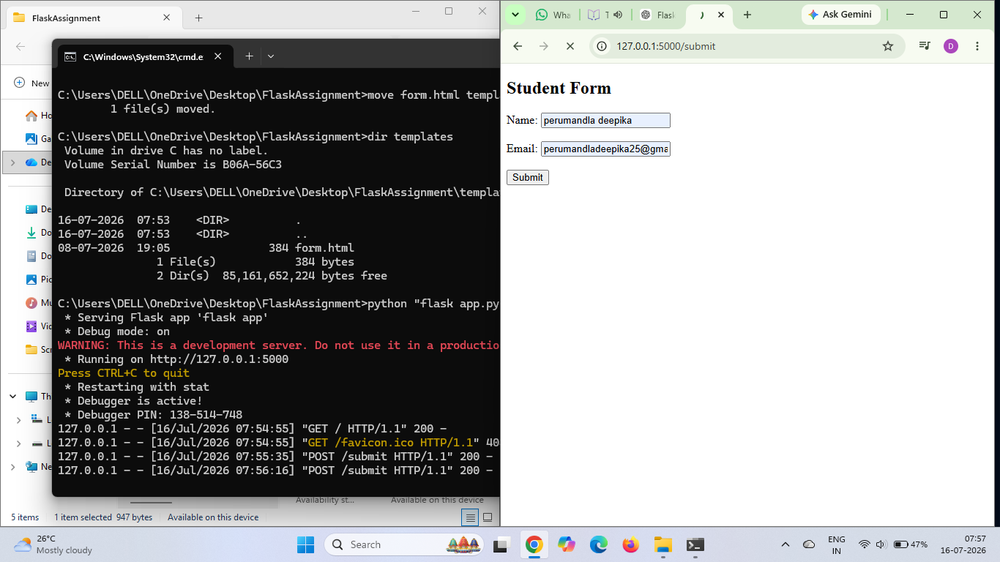 FlaskAssignment
New
C:\Windows\System32\cmd.e
C:\Users\DELL\OneDrive\Desktop\FlaskAssignment>move form.html templ
1 file(s) moved.
C:\Users\DELL\OneDrive\Desktop\FlaskAssignment>dir templates
Volume in drive C has no label.
Volume Serial Number is B06A-56C3
Directory of C:\Users\DELL\OneDrive\Desktop\FlaskAssignment\templa
16-07-2026 07:53 <DIR> .
16-07-2026 07:53 <DIR> ..
08-07-2026 19:05 384 form.html
1 File(s) 384 bytes
2 Dir(s) 85,161,652,224 bytes free
C:\Users\DELL\OneDrive\Desktop\FlaskAssignment>python "flask app.py
* Serving Flask app 'flask app'
* Debug mode: on
WARNING: This is a development server. Do not use it in a productio
* Running on http://127.0.0.1:5000
Press CTRL+C to quit
* Restarting with stat
* Debugger is active!
* Debugger PIN: 138-514-748
127.0.0.1 - - [16/Jul/2026 07:54:55] "GET / HTTP/1.1" 200 -
127.0.0.1 - - [16/Jul/2026 07:54:55] "GET /favicon.ico HTTP/1.1" 40
127.0.0.1 - - [16/Jul/2026 07:55:35] "POST /submit HTTP/1.1" 200 -
127.0.0.1 - - [16/Jul/2026 07:56:16] "POST /submit HTTP/1.1" 200 -
Ho
Ga
De
De
Do
Do
Pic
Mu
Vic
Scr
Th
L
L
Ne
Availability st...
Available on this device
5 items 1 item selected 947 bytes Available on this device
Wha
T
Flask
Ask Gemini
127.0.0.1:5000/submit
D
Student Form
Name: perumandla deepika
Email: perumandladeepika25@gma
Submit
26°C
Mostly cloudy
Search
ENG
IN
47%
07:57
16-07-2026